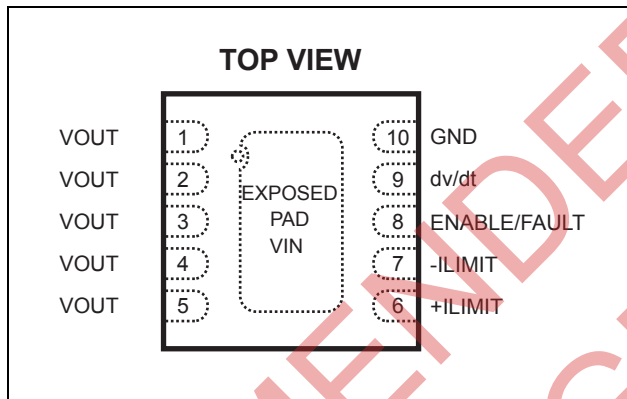 TOP VIEW
VOUT 1 10 GND
VOUT 2 9 dv/dt
EXPOSED
VOUT 3 PAD 8 ENABLE/FAULT
VIN
VOUT 4 7 -ILIMIT
VOUT 5 6 +ILIMIT